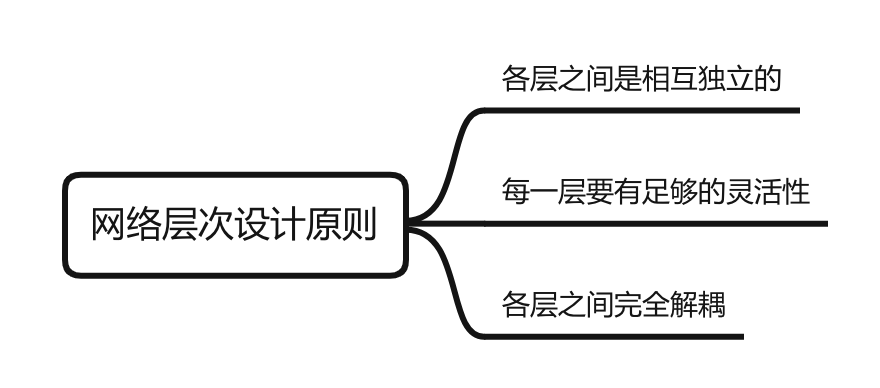 各层之间是相互独立的
每一层要有足够的灵活性
网络层次设计原则
各层之间完全解耦